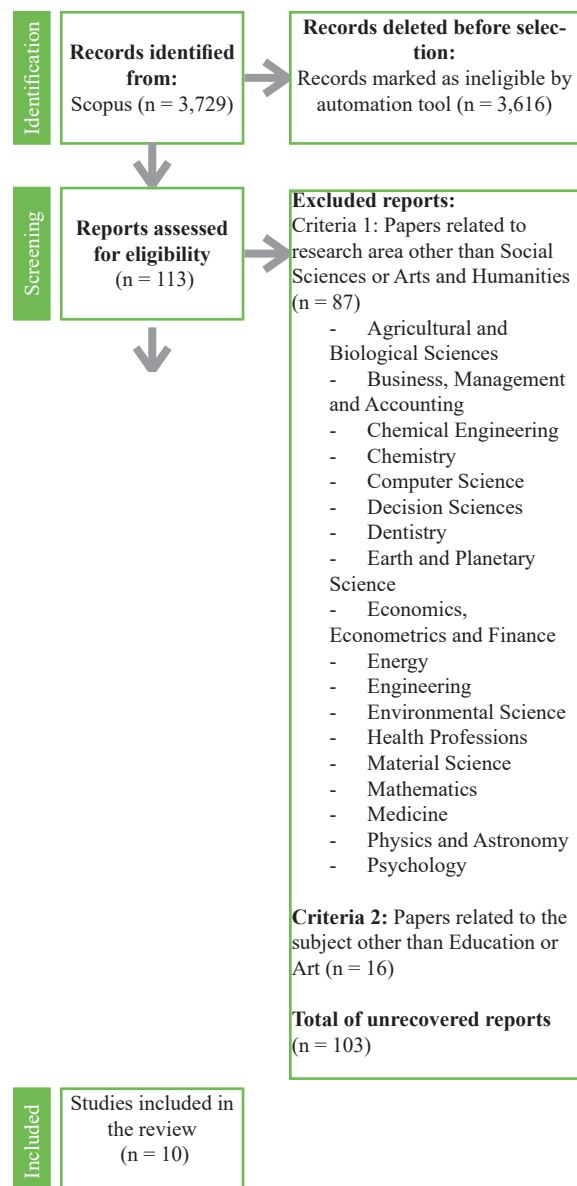 Identification
Records identified
from:
Scopus (n = 3,729)
Records deleted before selec-
tion:
Records marked as ineligible by
automation tool (n = 3,616)
Screening
Reports assessed
for eligibility
(n = 113)
Excluded reports:
Criteria 1: Papers related to
research area other than Social
Sciences or Arts and Humanities
(n = 87)
- Agricultural and
Biological Sciences
- Business, Management
and Accounting
- Chemical Engineering
- Chemistry
- Computer Science
- Decision Sciences
- Dentistry
- Earth and Planetary
Science
- Economics,
Econometrics and Finance
- Energy
- Engineering
- Environmental Science
- Health Professions
- Material Science
- Mathematics
- Medicine
- Physics and Astronomy
- Psychology
Criteria 2: Papers related to the
subject other than Education or
Art (n = 16)
Total of unrecovered reports
(n = 103)
Included
Studies included in
the review
(n = 10)